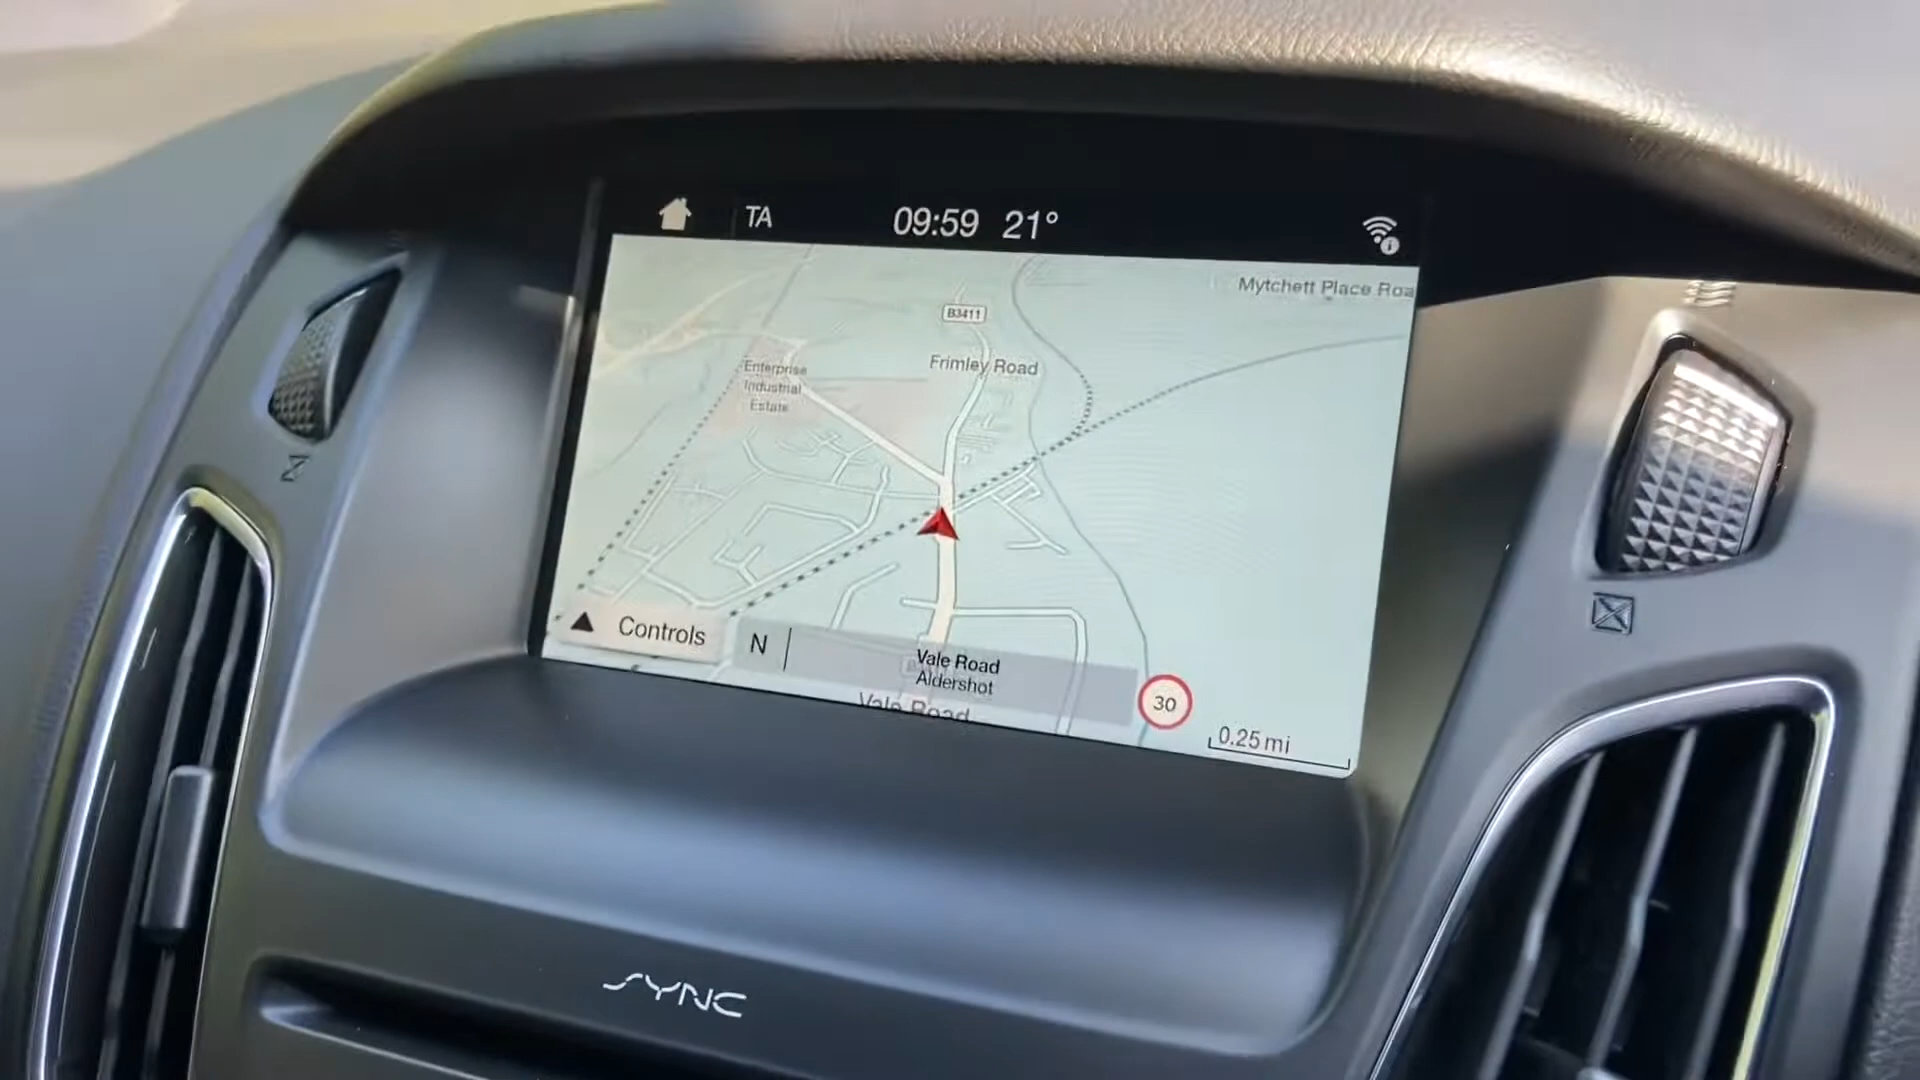 TA
09:59 21°
Mytchett Place Roa
B3411
Frimley Road
Enterprise
Industrial
Estate
Controls
N
Vale Road
Aldershot
Vale Road
30
0.25 mi
SYNC